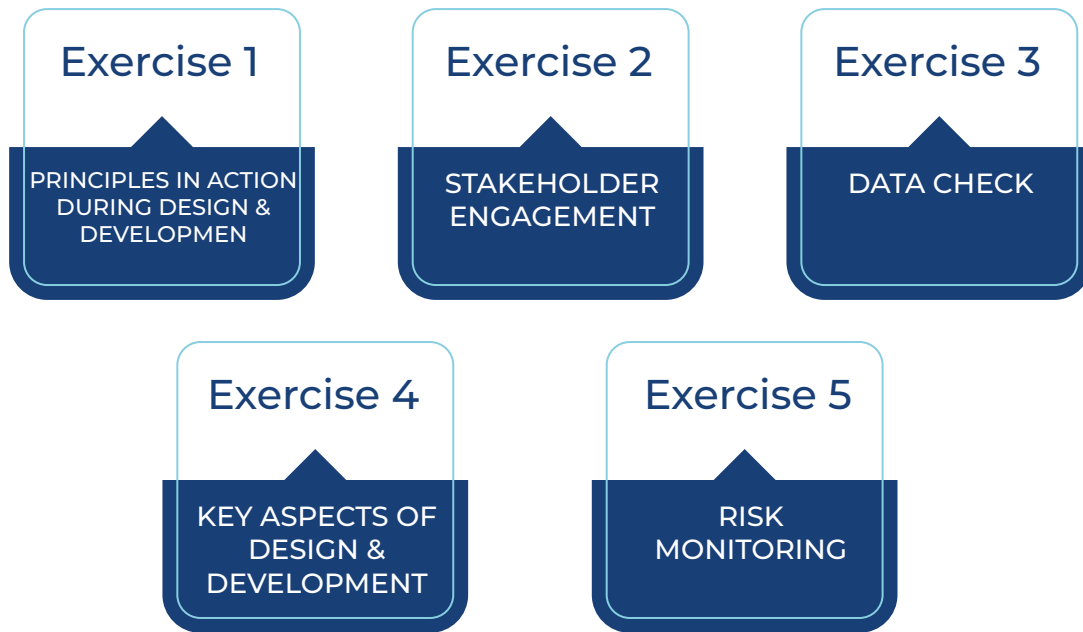 Exercise 1
PRINCIPLES IN ACTION
DURING DESIGN &
DEVELOPMEN
Exercise 2
STAKEHOLDER
ENGAGEMENT
Exercise 3
DATA CHECK
Exercise 4
KEY ASPECTS OF
DESIGN &
DEVELOPMENT
Exercise 5
RISK
MONITORING